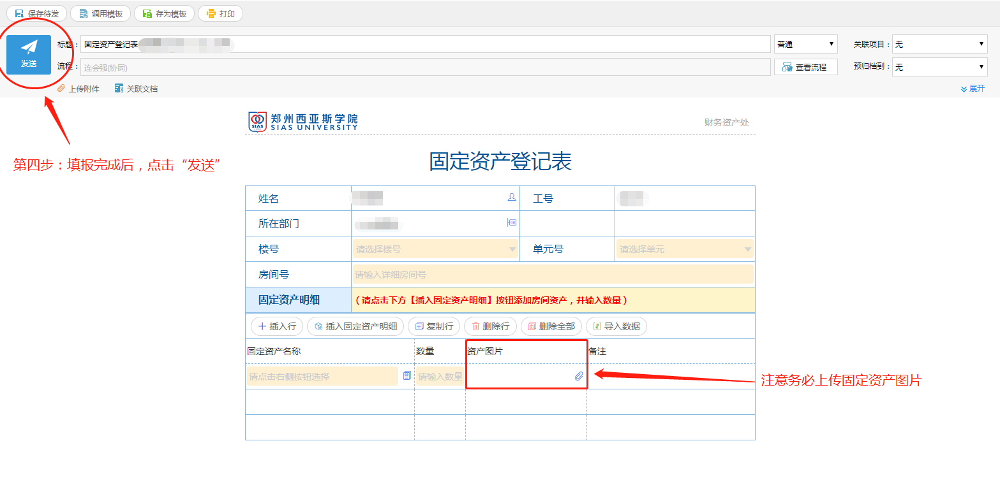 保存待发 调用模板 存为模板 打印
发送
标题： 固定资产登记表 普通 关联项目： 无
流程： 连会强(协同) 查看流程 预归档到： 无
上传附件 关联文档 展开
郑州西亚斯学院
SIAS UNIVERSITY
SIAS
财务资产处
第四步：填报完成后，点击“发送”
固定资产登记表
姓名 工号
所在部门
楼号 请选择楼号 单元号 请选择单元
房间号 请输入详细房间号
固定资产明细 （请点击下方【插入固定资产明细】按钮添加房间资产，并输入数量）
插入行 插入固定资产明细 复制行 删除行 删除全部 导入数据
固定资产名称 数量 资产图片 备注
请点击右侧按钮选择 请输入数量
注意务必上传固定资产图片